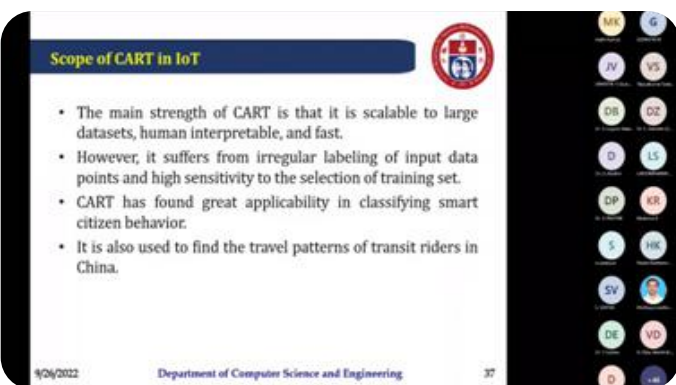 Scope of CART in IoT
• The main strength of CART is that it is scalable to large
datasets, human interpretable, and fast.
• However, it suffers from irregular labeling of input data
points and high sensitivity to the selection of training set.
• CART has found great applicability in classifying smart
citizen behavior.
• It is also used to find the travel patterns of transit riders in
China.
9/26/2022
Department of Computer Science and Engineering
37
MK G
JV VS
DB DZ
D LS
DP KR
S HK
SV
DE VD
D